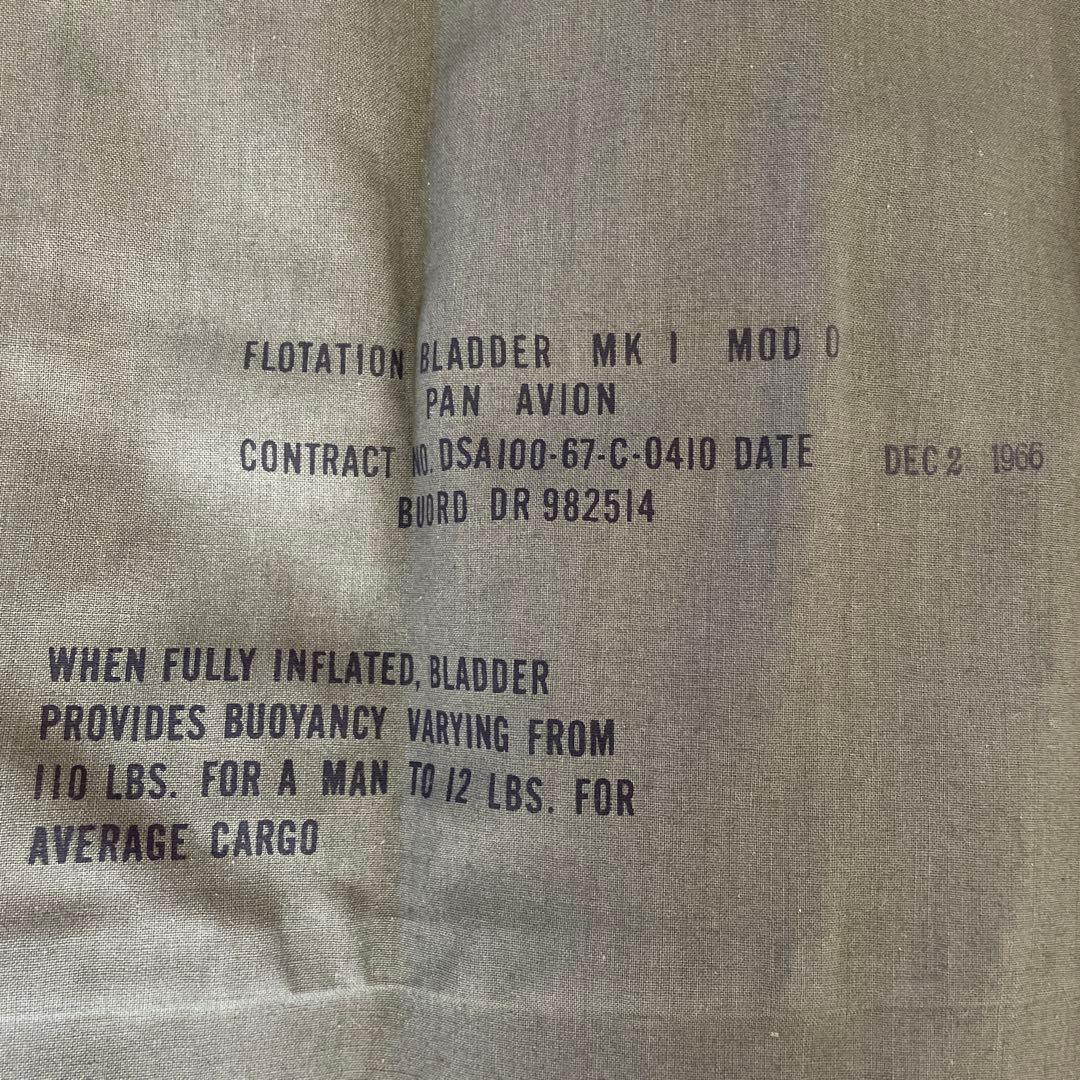 FLOTATION BLADDER MK 1 MOD 0
PAN AVION
CONTRACT NO. DSA100-67-C-0410 DATE DEC 2 1966
BUORD DR 982514
WHEN FULLY INFLATED, BLADDER
PROVIDES BUOYANCY VARYING FROM
110 LBS. FOR A MAN TO 12 LBS. FOR
AVERAGE CARGO